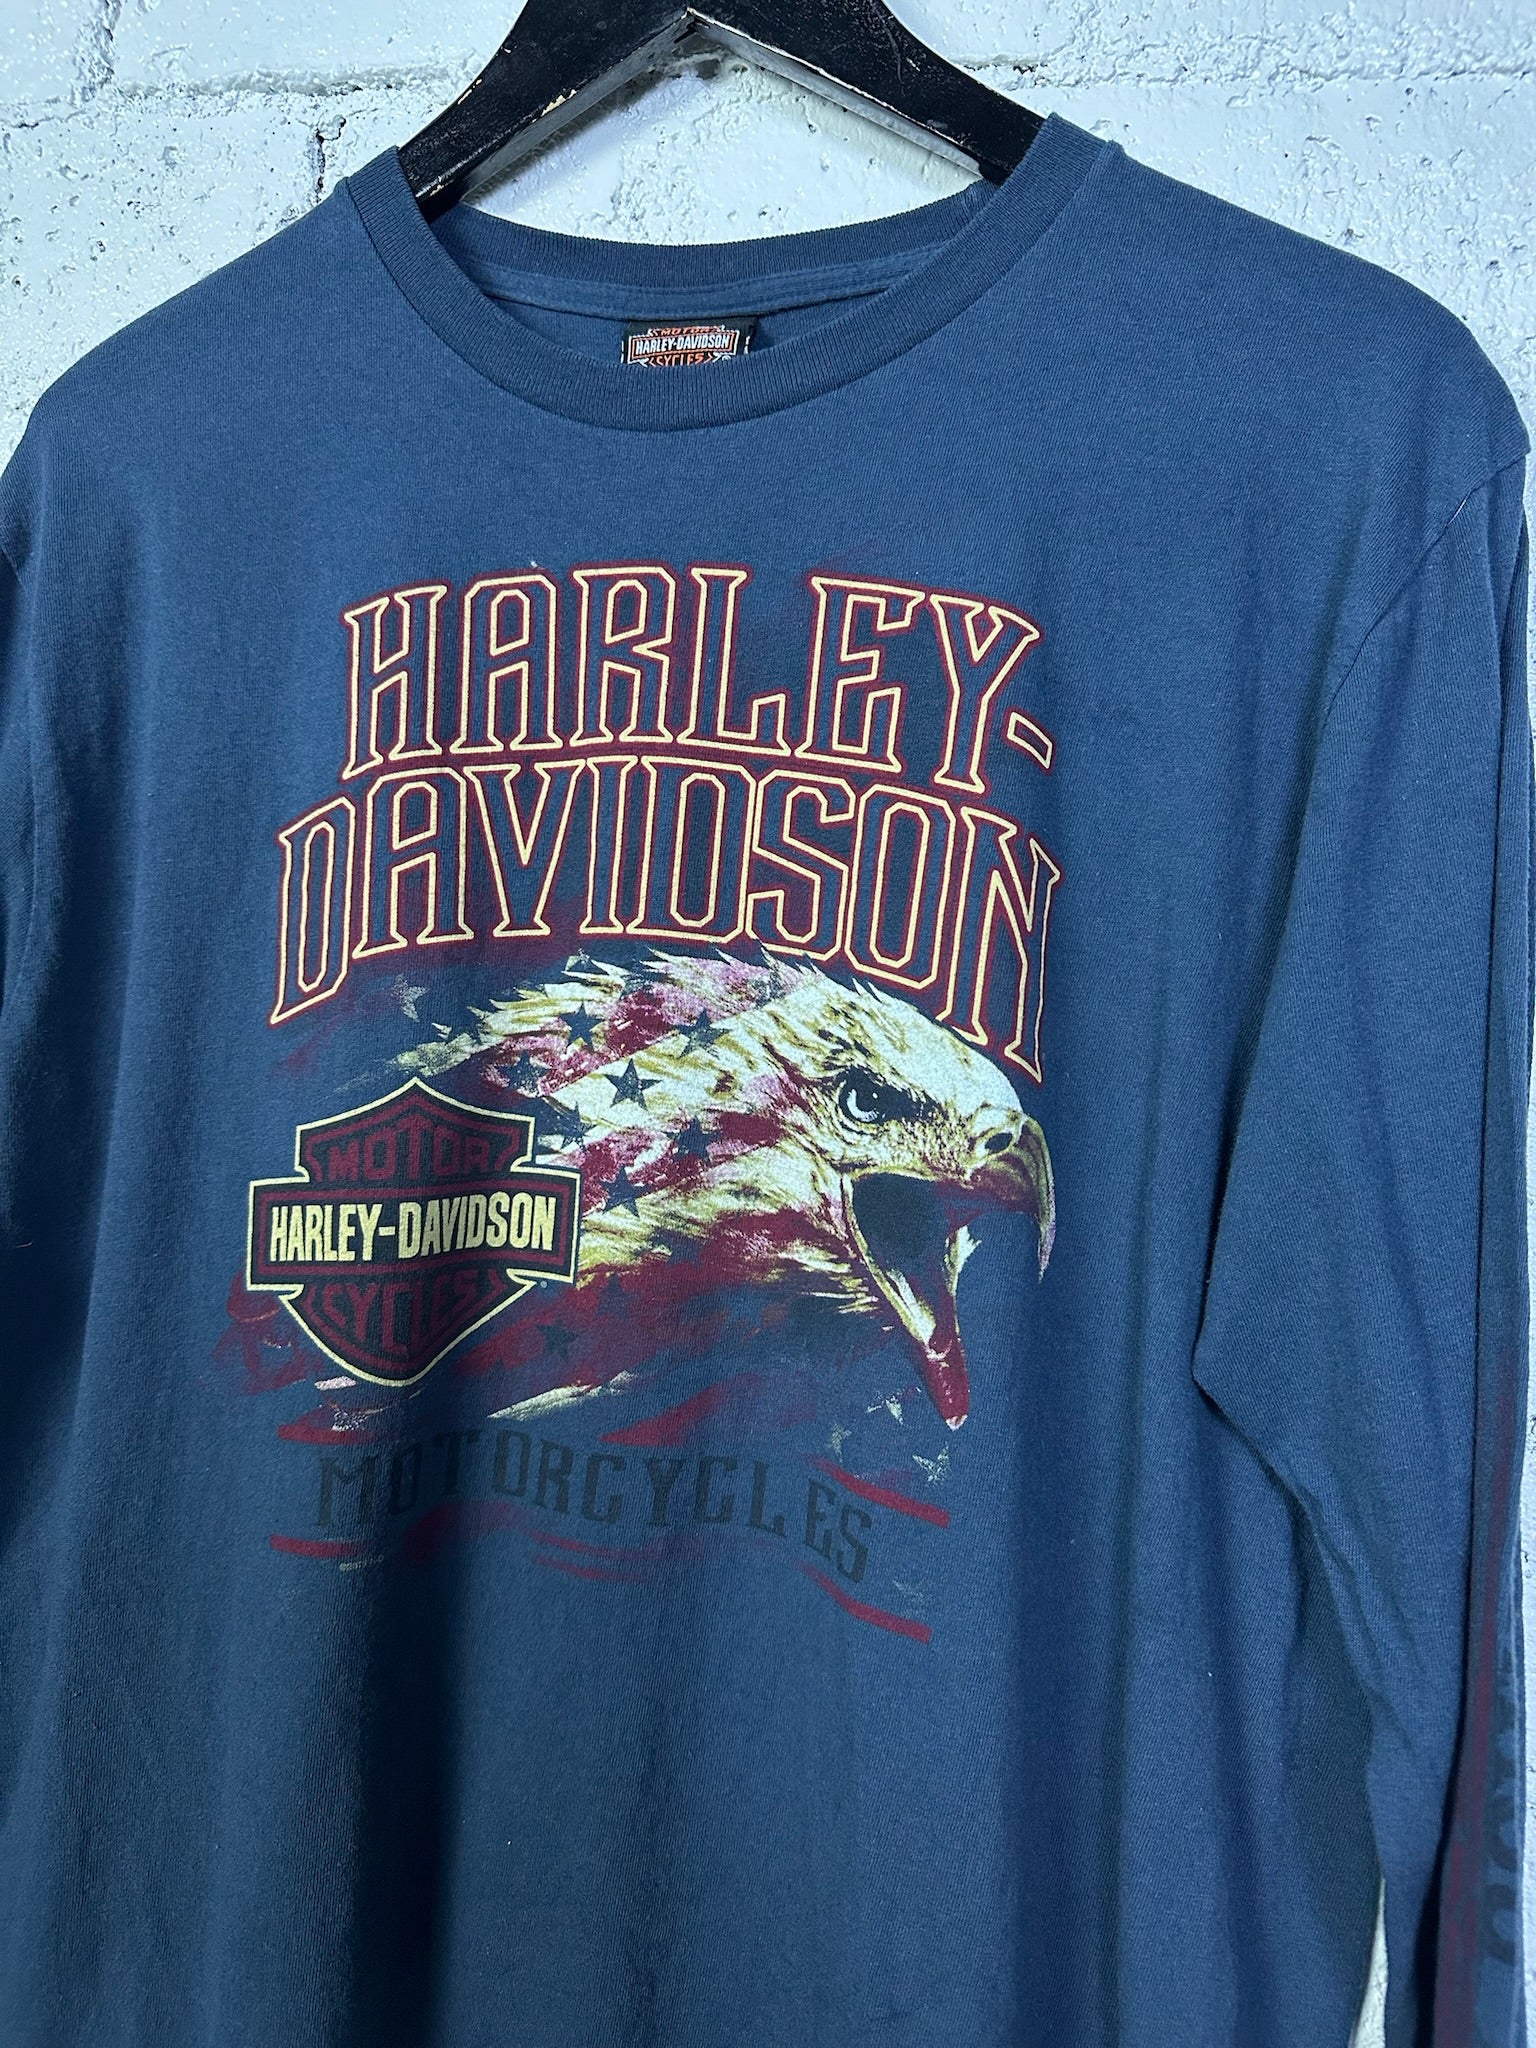 MOTOR
HARLEY-DAVIDSON
CYCLES
HARLEY-
DAVIDSON
MOTOR
HARLEY-DAVIDSON
CYCLES
MOTORCYCLES